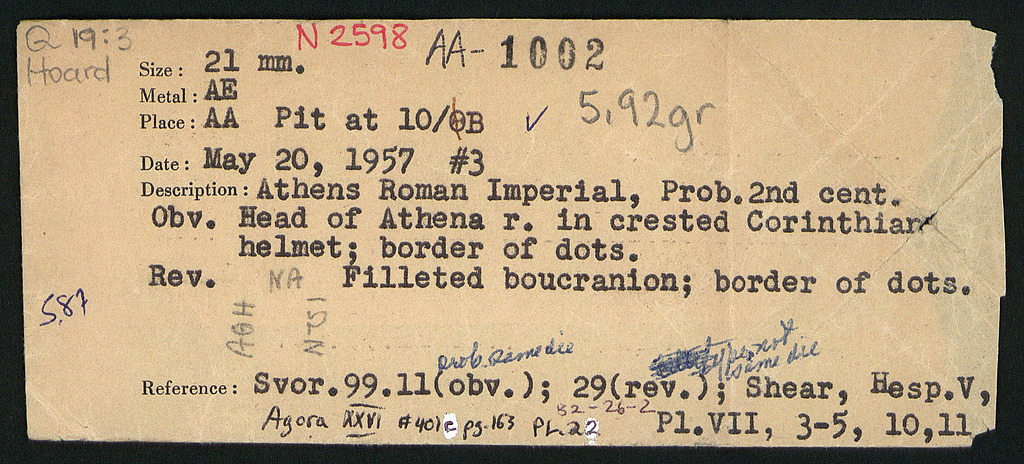 Q 19:3
Hoard
N 2598 AA- 1002
Size: 21 mm.
Metal: AE
5.92gr
Place: AA Pit at 10/ΘB ✓
Date: May 20, 1957 #3
Description: Athens Roman Imperial, Prob. 2nd cent.
Obv. Head of Athena r. in crested Corinthian
helmet; border of dots.
Rev. NA Filleted boucranion; border of dots.
5.87
AGH
prob. same die
type, not
same die
Reference: Svor.99.11(obv.); 29(rev.); Shear, Hesp.V,
52-26-2
Agora XXVI #401c pg.163 PL.22 Pl.VII, 3-5, 10,11